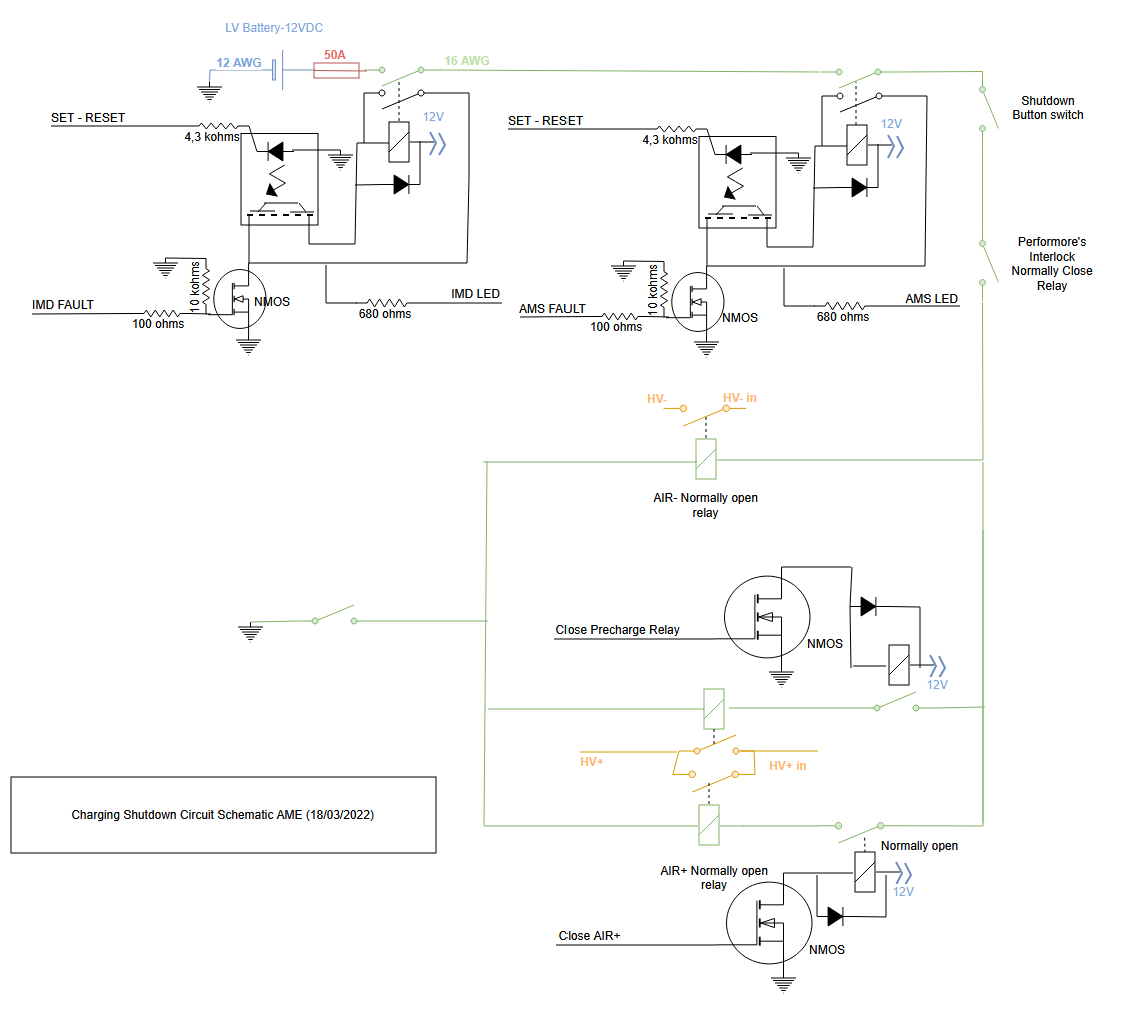 LV Battery-12VDC
12 AWG
50A
16 AWG
SET - RESET
4,3 kohms
12V
SET - RESET
4,3 kohms
12V
Shutdown
Button switch
Performore's
Interlock
Normally Close
Relay
IMD FAULT
100 ohms
10 kohms
NMOS
IMD LED
680 ohms
AMS FAULT
100 ohms
10 kohms
NMOS
AMS LED
680 ohms
HV-
HV- in
AIR- Normally open
relay
Close Precharge Relay
NMOS
12V
HV+
HV+ in
Charging Shutdown Circuit Schematic AME (18/03/2022)
Normally open
AIR+ Normally open
relay
12V
Close AIR+
NMOS